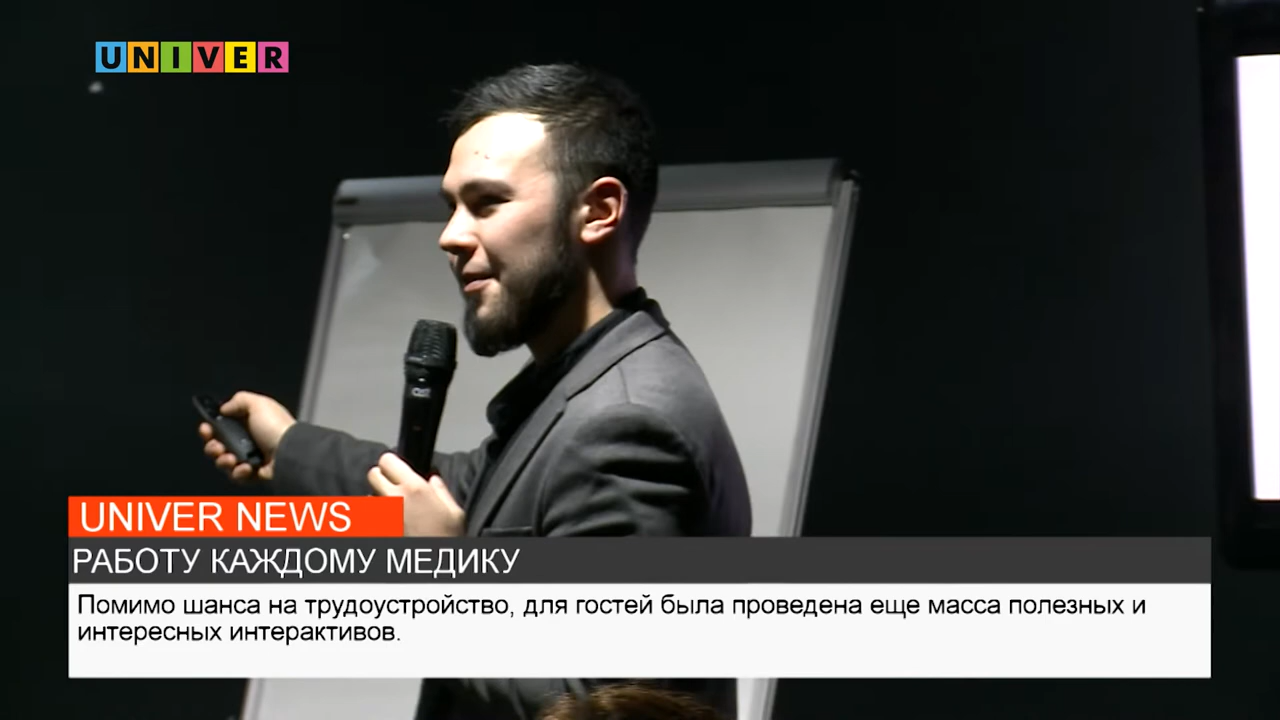 UNIVER
UNIVER NEWS
РАБОТУ КАЖДОМУ МЕДИКУ
Помимо шанса на трудоустройство, для гостей была проведена еще масса полезных и
интересных интерактивов.